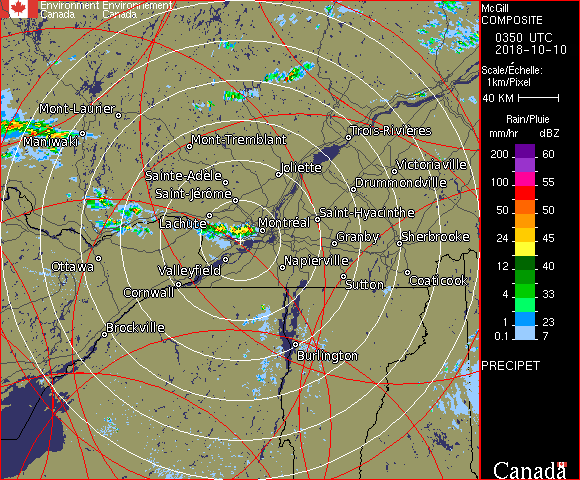 Environment Environnement
Canada Canada
McGill
COMPOSITE
0350 UTC
2018-10-10
Scale/Échelle:
1km/Pixel
40 KM
Rain/Pluie
mm/hr dBZ
200 60
100 55
50 50
24 45
12 40
4 33
1 23
0.1 7
PRECIPET
Canada
Mont-Laurier
Maniwaki
Mont-Tremblant
Trois-Rivières
Joliette
Victoriaville
Sainte-Adèle
Drummondville
Saint-Jérôme
Saint-Hyacinthe
Lachute
Montréal
Granby
Sherbrooke
Ottawa
Valleyfield
Napierville
Cornwall
Sutton
Coaticook
Brockville
Burlington